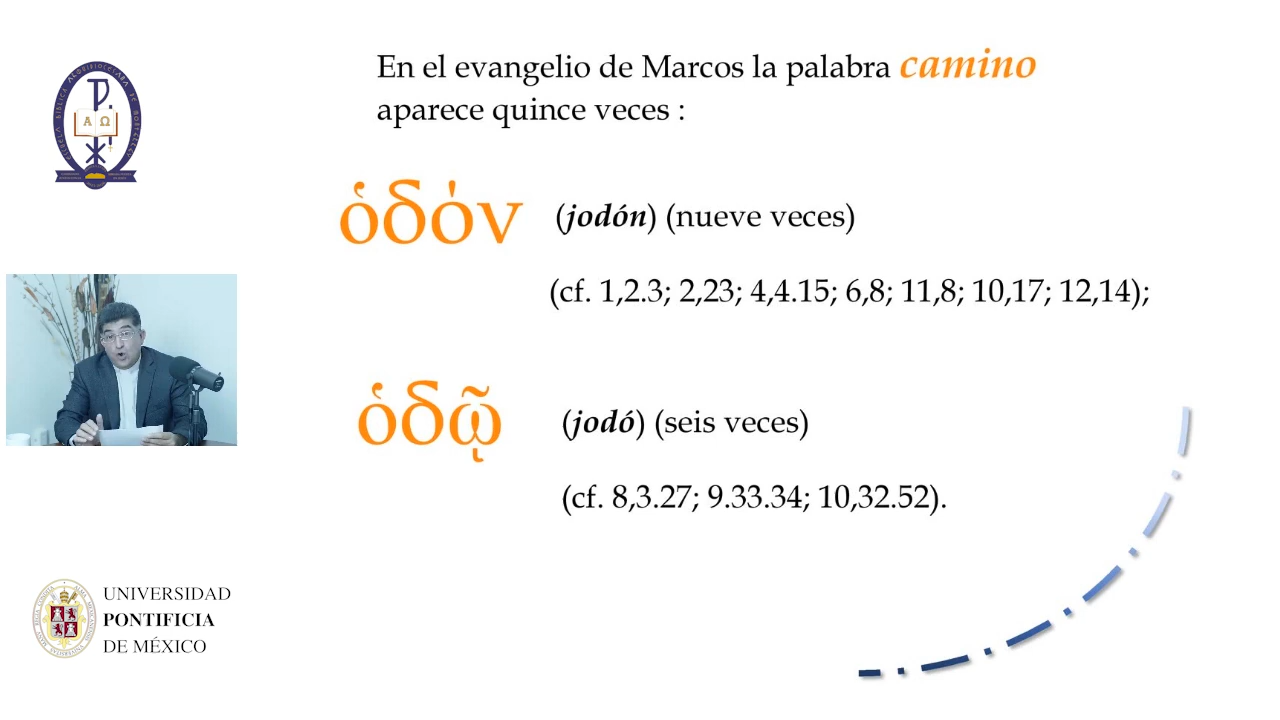 En el evangelio de Marcos la palabra camino
aparece quince veces :
ὁδόν (jodón) (nueve veces)
(cf. 1,2.3; 2,23; 4,4.15; 6,8; 11,8; 10,17; 12,14);
ὁδῷ (jodó) (seis veces)
(cf. 8,3.27; 9.33.34; 10,32.52).
Α Ω
UNIVERSIDAD
PONTIFICIA
DE MÉXICO